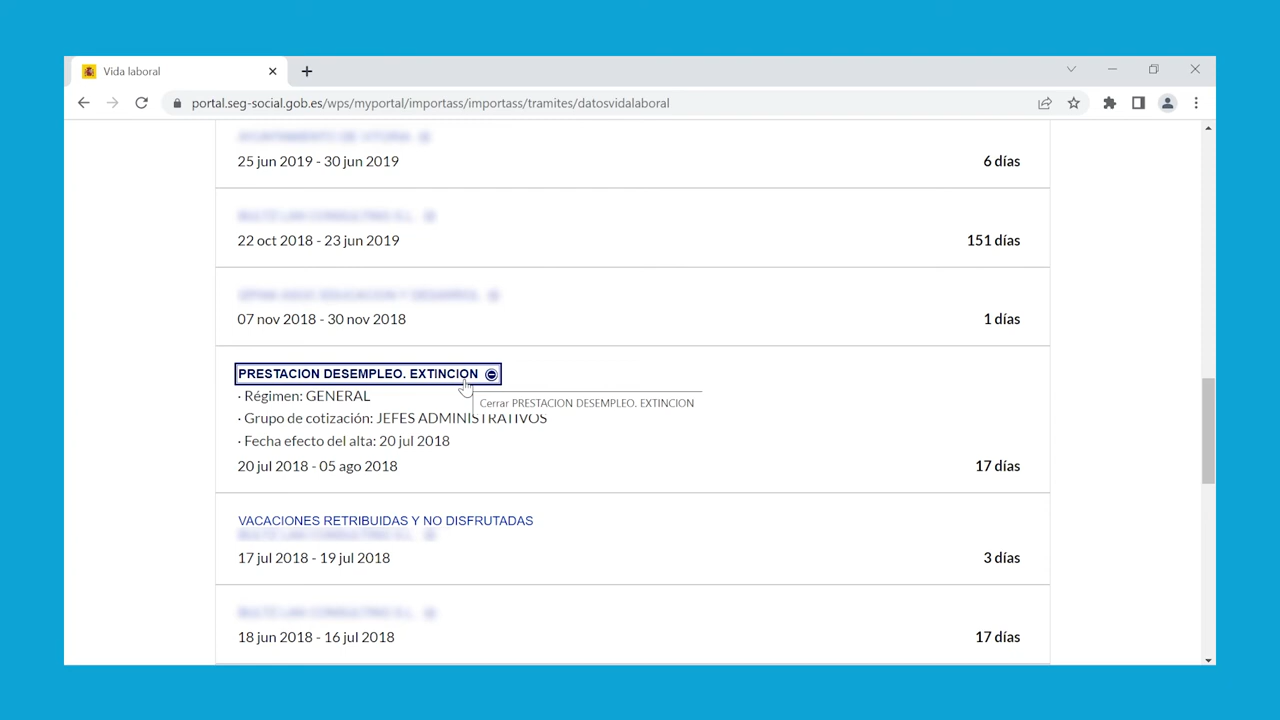 Vida laboral
portal.seg-social.gob.es/wps/myportal/importass/importass/tramites/datosvidalaboral
25 jun 2019 - 30 jun 2019 6 días
22 oct 2018 - 23 jun 2019 151 días
07 nov 2018 - 30 nov 2018 1 días
PRESTACION DESEMPLEO. EXTINCION
· Régimen: GENERAL
Cerrar PRESTACION DESEMPLEO. EXTINCION
· Grupo de cotización: JEFES ADMINISTRATIVOS
· Fecha efecto del alta: 20 jul 2018
20 jul 2018 - 05 ago 2018 17 días
VACACIONES RETRIBUIDAS Y NO DISFRUTADAS
17 jul 2018 - 19 jul 2018 3 días
18 jun 2018 - 16 jul 2018 17 días